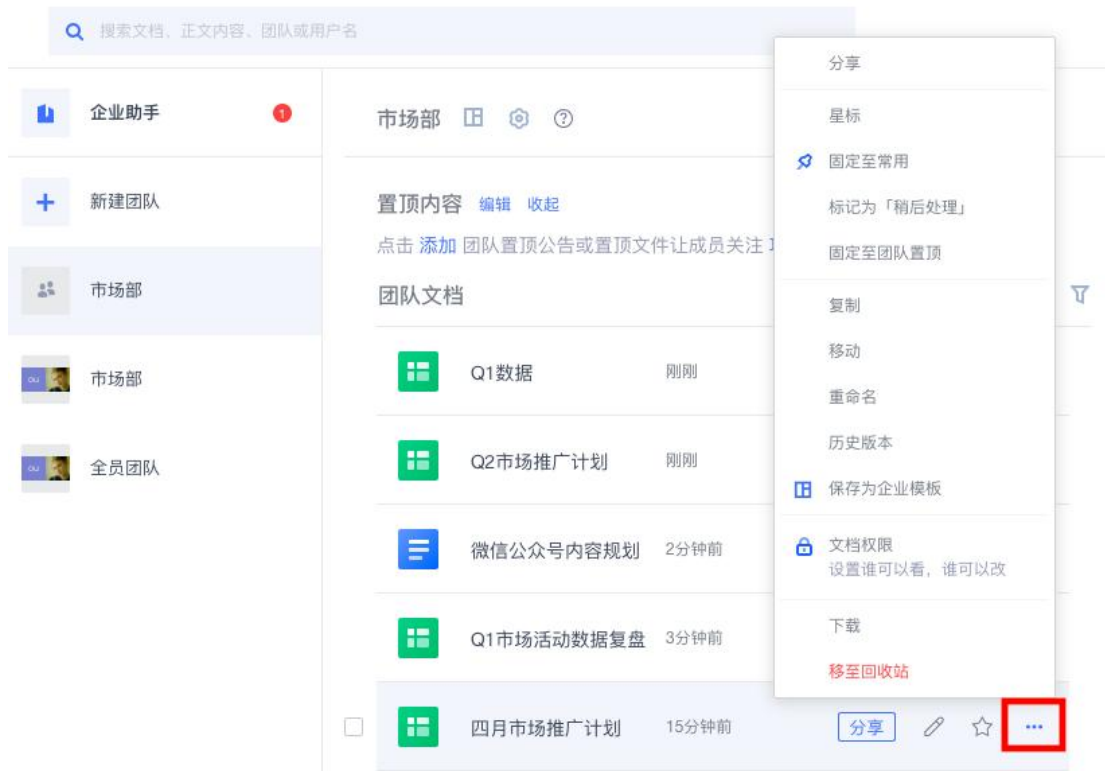 搜索文档、正文内容、团队或用户名
企业助手
1
新建团队
市场部
市场部
全员团队
市场部
置顶内容 编辑 收起
点击 添加 团队置顶公告或置顶文件让成员关注
团队文档
Q1数据 刚刚
Q2市场推广计划 刚刚
微信公众号内容规划 2分钟前
Q1市场活动数据复盘 3分钟前
四月市场推广计划 15分钟前 分享
分享
星标
固定至常用
标记为「稍后处理」
固定至团队置顶
复制
移动
重命名
历史版本
保存为企业模板
文档权限
设置谁可以看，谁可以改
下载
移至回收站